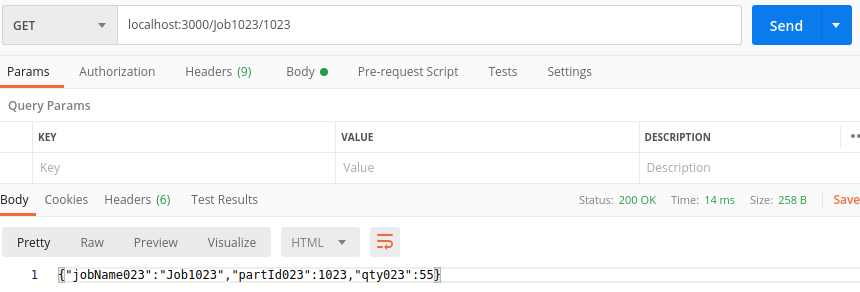 GET localhost:3000/Job1023/1023 Send
Params Authorization Headers (9) Body Pre-request Script Tests Settings
Query Params
KEY VALUE DESCRIPTION
Key Value Description
Body Cookies Headers (6) Test Results Status: 200 OK Time: 14 ms Size: 258 B Save
Pretty Raw Preview Visualize HTML
1 {"jobName023":"Job1023","partId023":1023,"qty023":55}